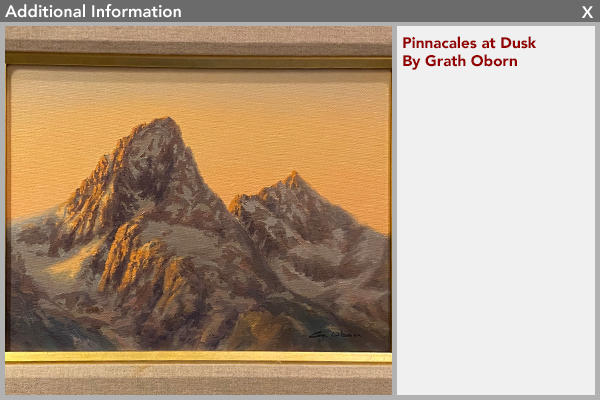 Additional Information
X
Pinnacales at Dusk
By Grath Oborn